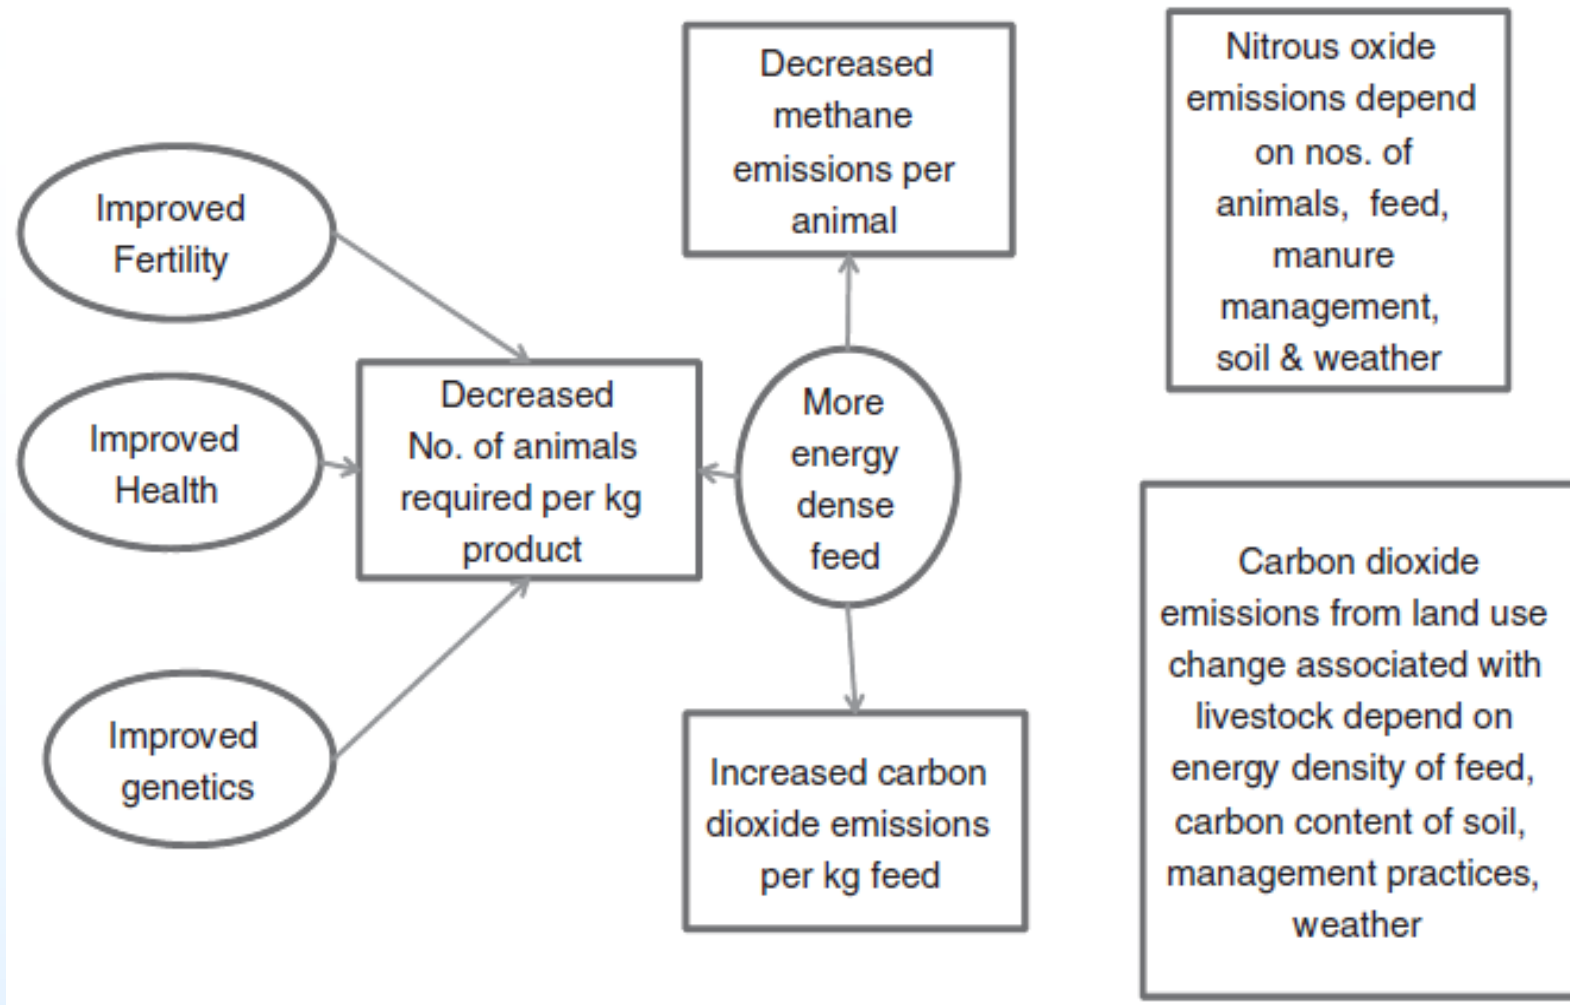 Improved
Fertility
Improved
Health
Improved
genetics
Decreased
No. of animals
required per kg
product
Decreased
methane
emissions per
animal
More
energy
dense
feed
Increased carbon
dioxide emissions
per kg feed
Nitrous oxide
emissions depend
on nos. of
animals, feed,
manure
management,
soil & weather
Carbon dioxide
emissions from land use
change associated with
livestock depend on
energy density of feed,
carbon content of soil,
management practices,
weather